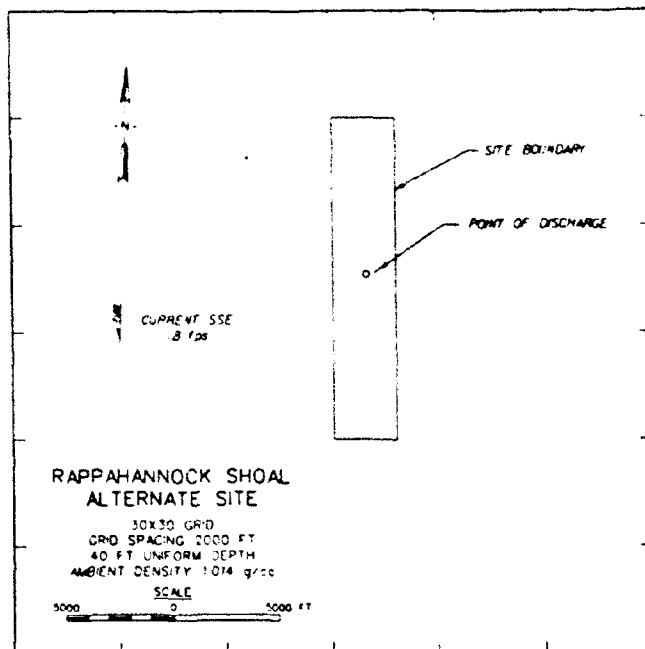 N
SITE BOUNDARY
POINT OF DISCHARGE
CURRENT SSE
.8 fps
RAPPAHANNOCK SHOAL
ALTERNATE SITE
30X30 GRID
GRID SPACING 2000 FT
40 FT UNIFORM DEPTH
AMBIENT DENSITY 1.014 g/cc
SCALE
5000 0 5000 FT